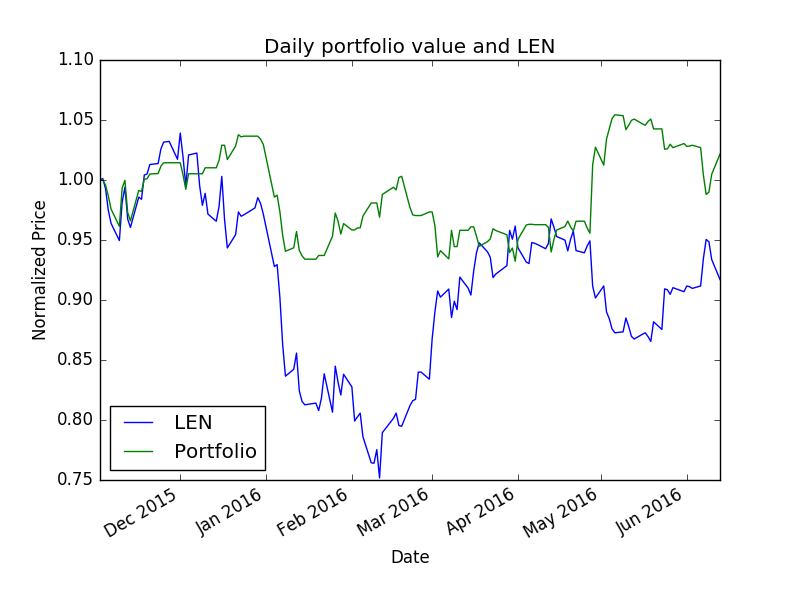 Daily portfolio value and LEN
1.10
1.05
1.00
0.95
0.90
0.85
0.80
0.75
Normalized Price
LEN
Portfolio
Dec 2015
Jan 2016
Feb 2016
Mar 2016
Apr 2016
May 2016
Jun 2016
Date